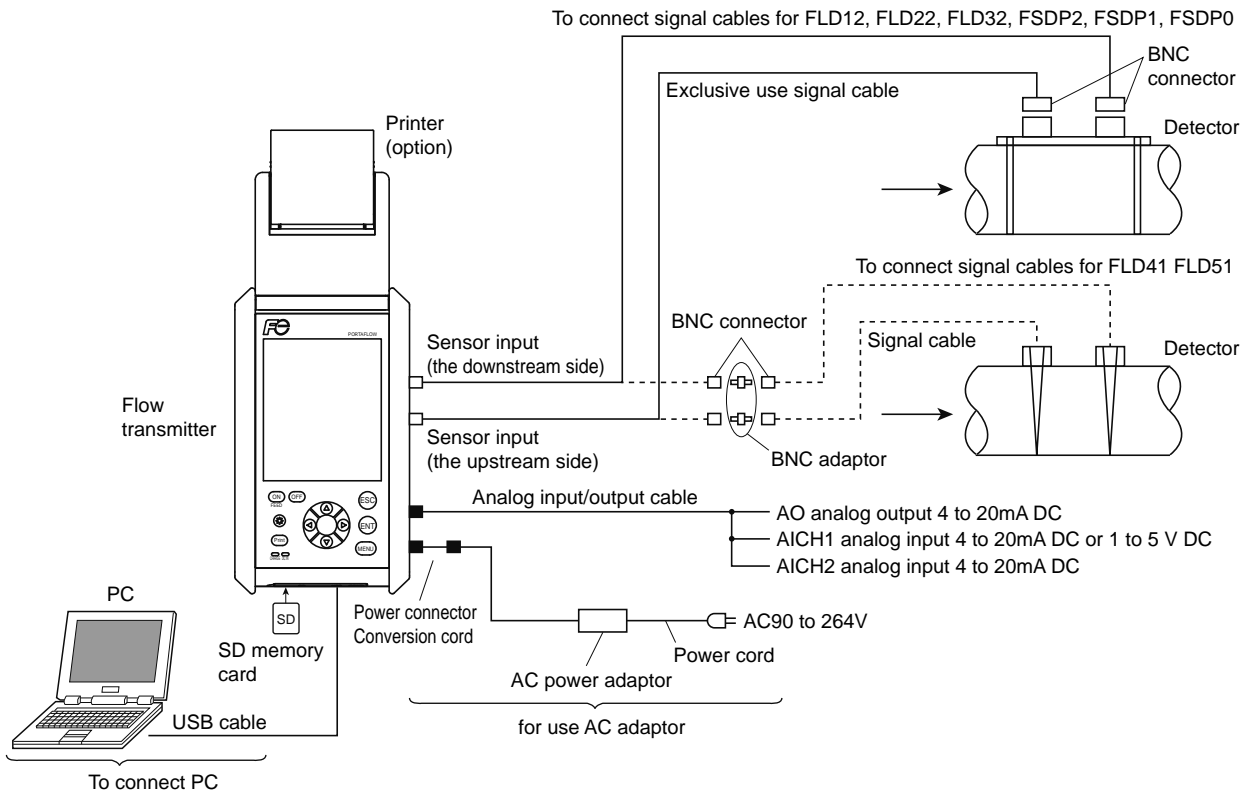 To connect signal cables for FLD12, FLD22, FLD32, FSDP2, FSDP1, FSDP0
BNC
connector
Exclusive use signal cable
Printer
(option)
Detector
To connect signal cables for FLD41 FLD51
BNC connector
Signal cable
Detector
Fe
PORTAFLOW
Sensor input
(the downstream side)
Flow
transmitter
Sensor input
(the upstream side)
BNC adaptor
ON
OFF
FEED
ESC
ENT
Print
MENU
Analog input/output cable
AO analog output 4 to 20mA DC
AICH1 analog input 4 to 20mA DC or 1 to 5 V DC
AICH2 analog input 4 to 20mA DC
PC
SD
SD memory
card
Power connector
Conversion cord
AC90 to 264V
Power cord
AC power adaptor
USB cable
for use AC adaptor
To connect PC